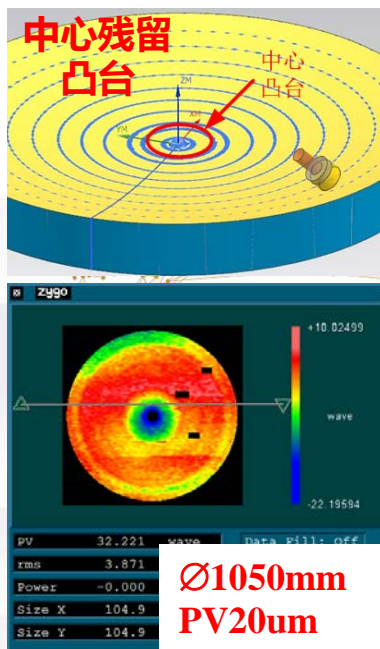 中心残留
凸台
中心
凸台
ZM
XM
YM
zygo
+10.02499
wave
-22.19594
PV 32.221 wave
Data Fill: Off
rms 3.871
Power -0.000
Size X 104.9
Size Y 104.9
∅1050mm
PV20um